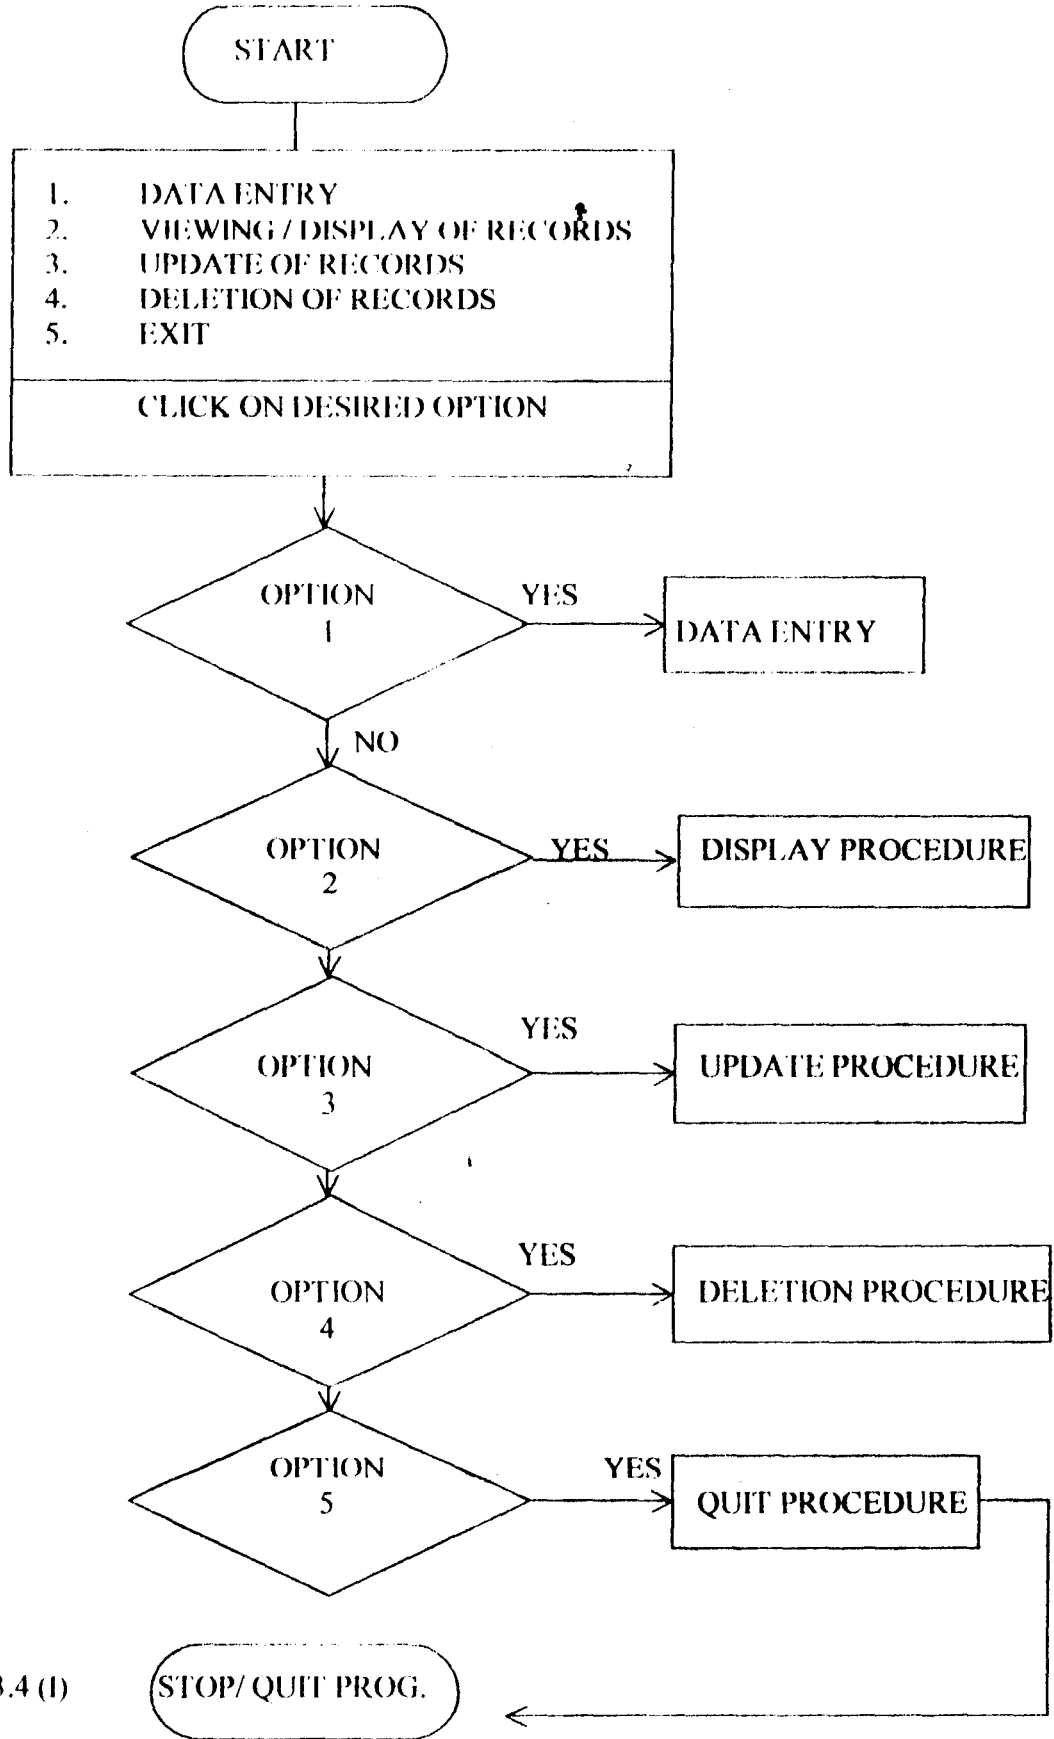 START
1. DATA ENTRY
2. VIEWING / DISPLAY OF RECORDS
3. UPDATE OF RECORDS
4. DELETION OF RECORDS
5. EXIT
CLICK ON DESIRED OPTION
OPTION
1
YES
DATA ENTRY
NO
OPTION
2
YES
DISPLAY PROCEDURE
OPTION
3
YES
UPDATE PROCEDURE
OPTION
4
YES
DELETION PROCEDURE
OPTION
5
YES
QUIT PROCEDURE
3.4 (I)
STOP/ QUIT PROG.